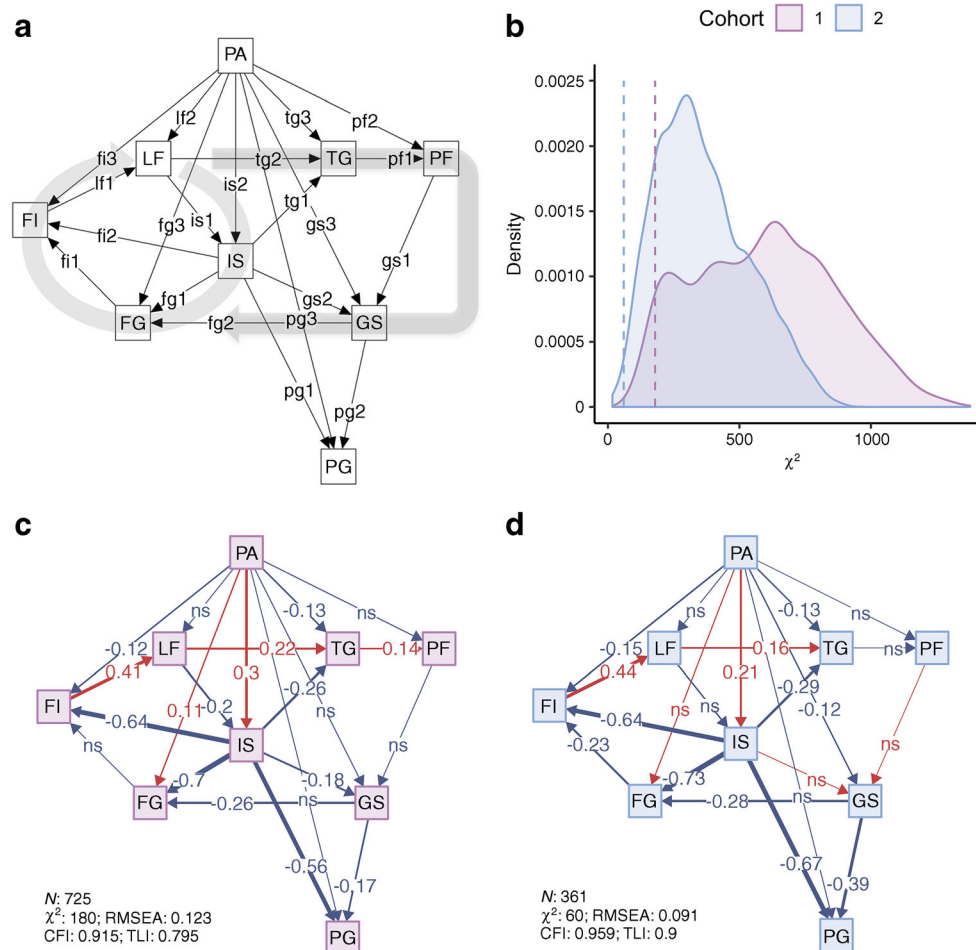 a
PA
lf2
tg3
pf2
fi3
LF
tg2
TG
pf1
PF
lf1
is2
FI
is1
tg1
fg3
gs3
fi2
IS
gs1
fi1
fg1
gs2
FG
fg2
pg3
GS
pg1
pg2
PG
b
Cohort 1 2
0.0025
0.0020
0.0015
0.0010
0.0005
0
Density
0 500 1000
χ²
c
PA
ns
-0.13
ns
-0.12
LF
0.22
TG
0.14
PF
0.41
0.3
-0.26
FI
0.11
-0.2
ns
-0.64
IS
ns
ns
-0.7
-0.18
FG
-0.26
ns
GS
-0.56
-0.17
PG
N: 725
χ²: 180; RMSEA: 0.123
CFI: 0.915; TLI: 0.795
d
PA
ns
-0.13
ns
-0.15
LF
0.16
TG
ns
PF
0.44
0.21
-0.29
FI
ns
ns
-0.12
-0.64
IS
ns
-0.23
-0.73
ns
FG
-0.28
ns
GS
-0.67
-0.39
PG
N: 361
χ²: 60; RMSEA: 0.091
CFI: 0.959; TLI: 0.9